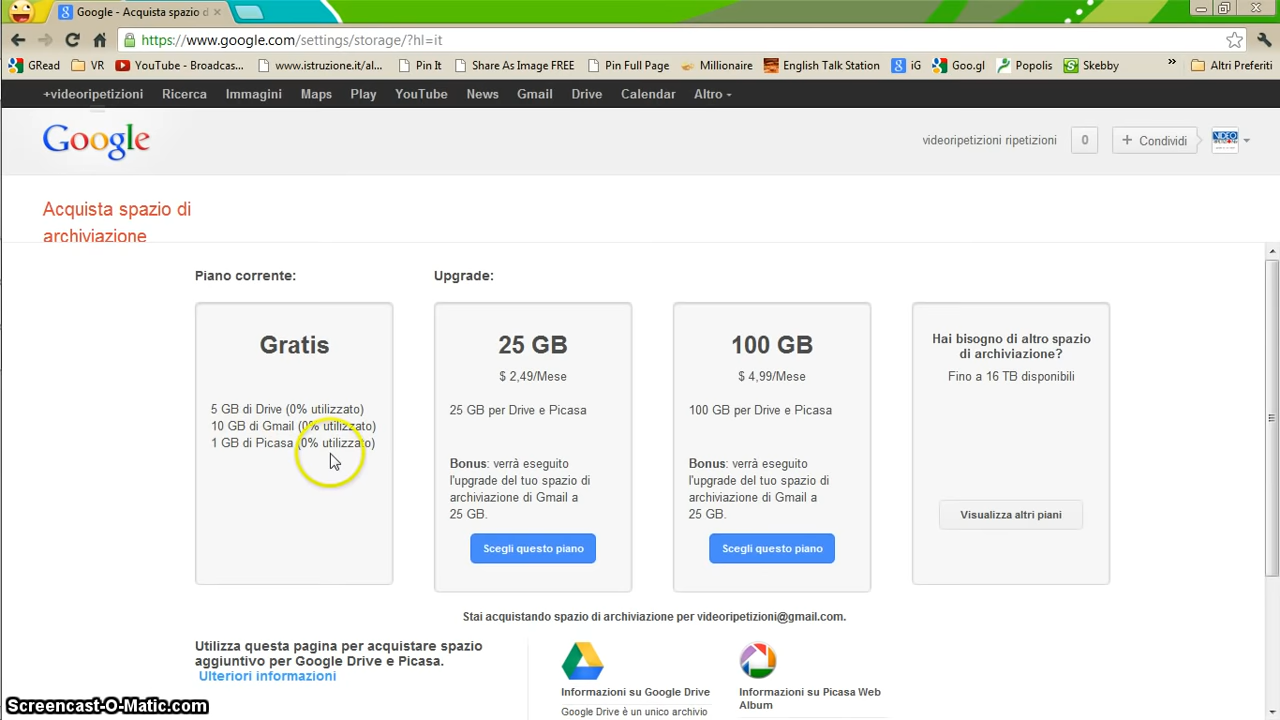 Google - Acquista spazio d
https://www.google.com/settings/storage/?hl=it
GRead VR YouTube - Broadcas... www.istruzione.it/al... Pin It Share As Image FREE Pin Full Page Millionaire English Talk Station iG Goo.gl Popolis Skebby » Altri Preferiti
+videoripetizioni Ricerca Immagini Maps Play YouTube News Gmail Drive Calendar Altro
Google
videoripetizioni ripetizioni 0 + Condividi VIDEO
Acquista spazio di
archiviazione
Piano corrente: Upgrade:
Gratis
5 GB di Drive (0% utilizzato)
10 GB di Gmail (0% utilizzato)
1 GB di Picasa (0% utilizzato)
25 GB
$ 2,49/Mese
25 GB per Drive e Picasa
Bonus: verrà eseguito
l'upgrade del tuo spazio di
archiviazione di Gmail a
25 GB.
Scegli questo piano
100 GB
$ 4,99/Mese
100 GB per Drive e Picasa
Bonus: verrà eseguito
l'upgrade del tuo spazio di
archiviazione di Gmail a
25 GB.
Scegli questo piano
Hai bisogno di altro spazio
di archiviazione?
Fino a 16 TB disponibili
Visualizza altri piani
Stai acquistando spazio di archiviazione per videoripetizioni@gmail.com.
Utilizza questa pagina per acquistare spazio
aggiuntivo per Google Drive e Picasa.
Ulteriori informazioni
Informazioni su Google Drive
Google Drive è un unico archivio
Informazioni su Picasa Web
Album
Screencast-O-Matic.com